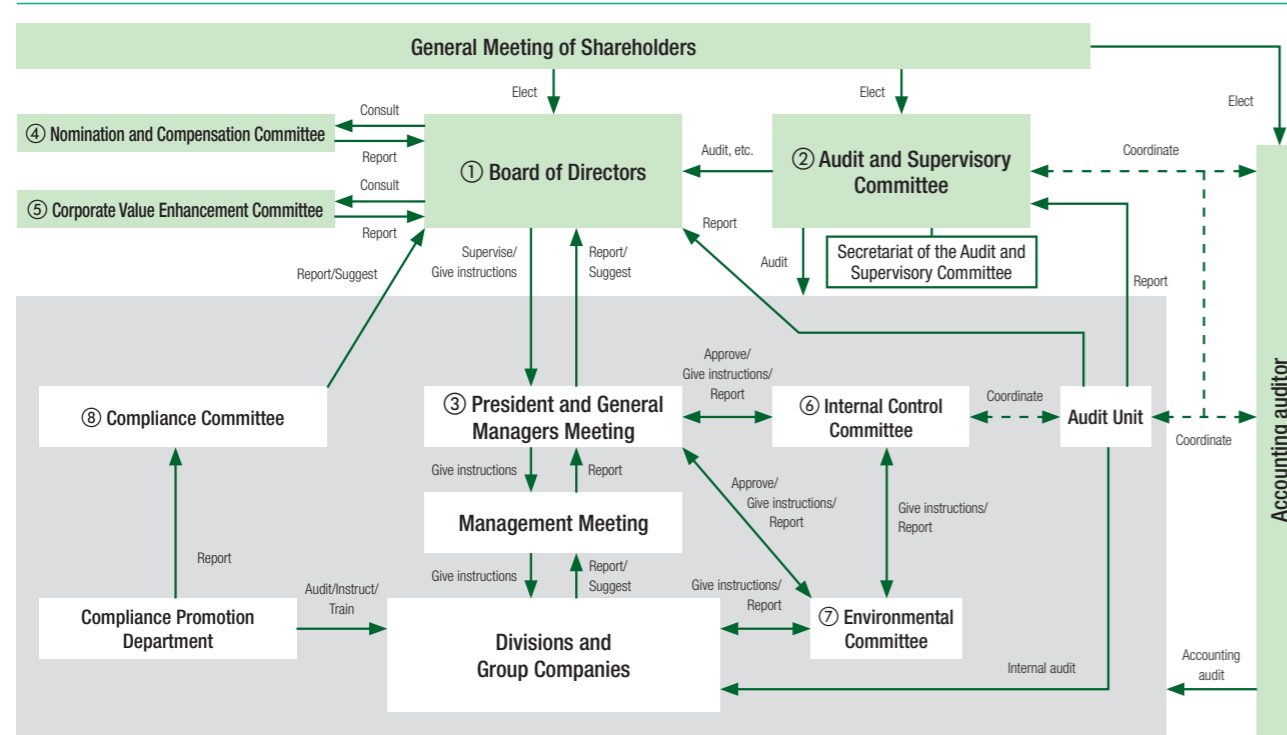 General Meeting of Shareholders
Elect
Elect
Elect
Consult
④ Nomination and Compensation Committee
Report
Consult
⑤ Corporate Value Enhancement Committee
Report
① Board of Directors
Audit, etc.
② Audit and Supervisory
Committee
Coordinate
Secretariat of the Audit and
Supervisory Committee
Report/Suggest
Supervise/
Give instructions
Report/
Suggest
Report
Audit
Report
⑧ Compliance Committee
③ President and General
Managers Meeting
Approve/
Give instructions/
Report
⑥ Internal Control
Committee
Coordinate
Audit Unit
Coordinate
Accounting auditor
Give instructions
Report
Management Meeting
Approve/
Give instructions/
Report
Give instructions/
Report
Report
Give instructions
Report/
Suggest
Compliance Promotion
Department
Audit/Instruct/
Train
Divisions and
Group Companies
Give instructions/
Report
⑦ Environmental
Committee
Internal audit
Accounting
audit